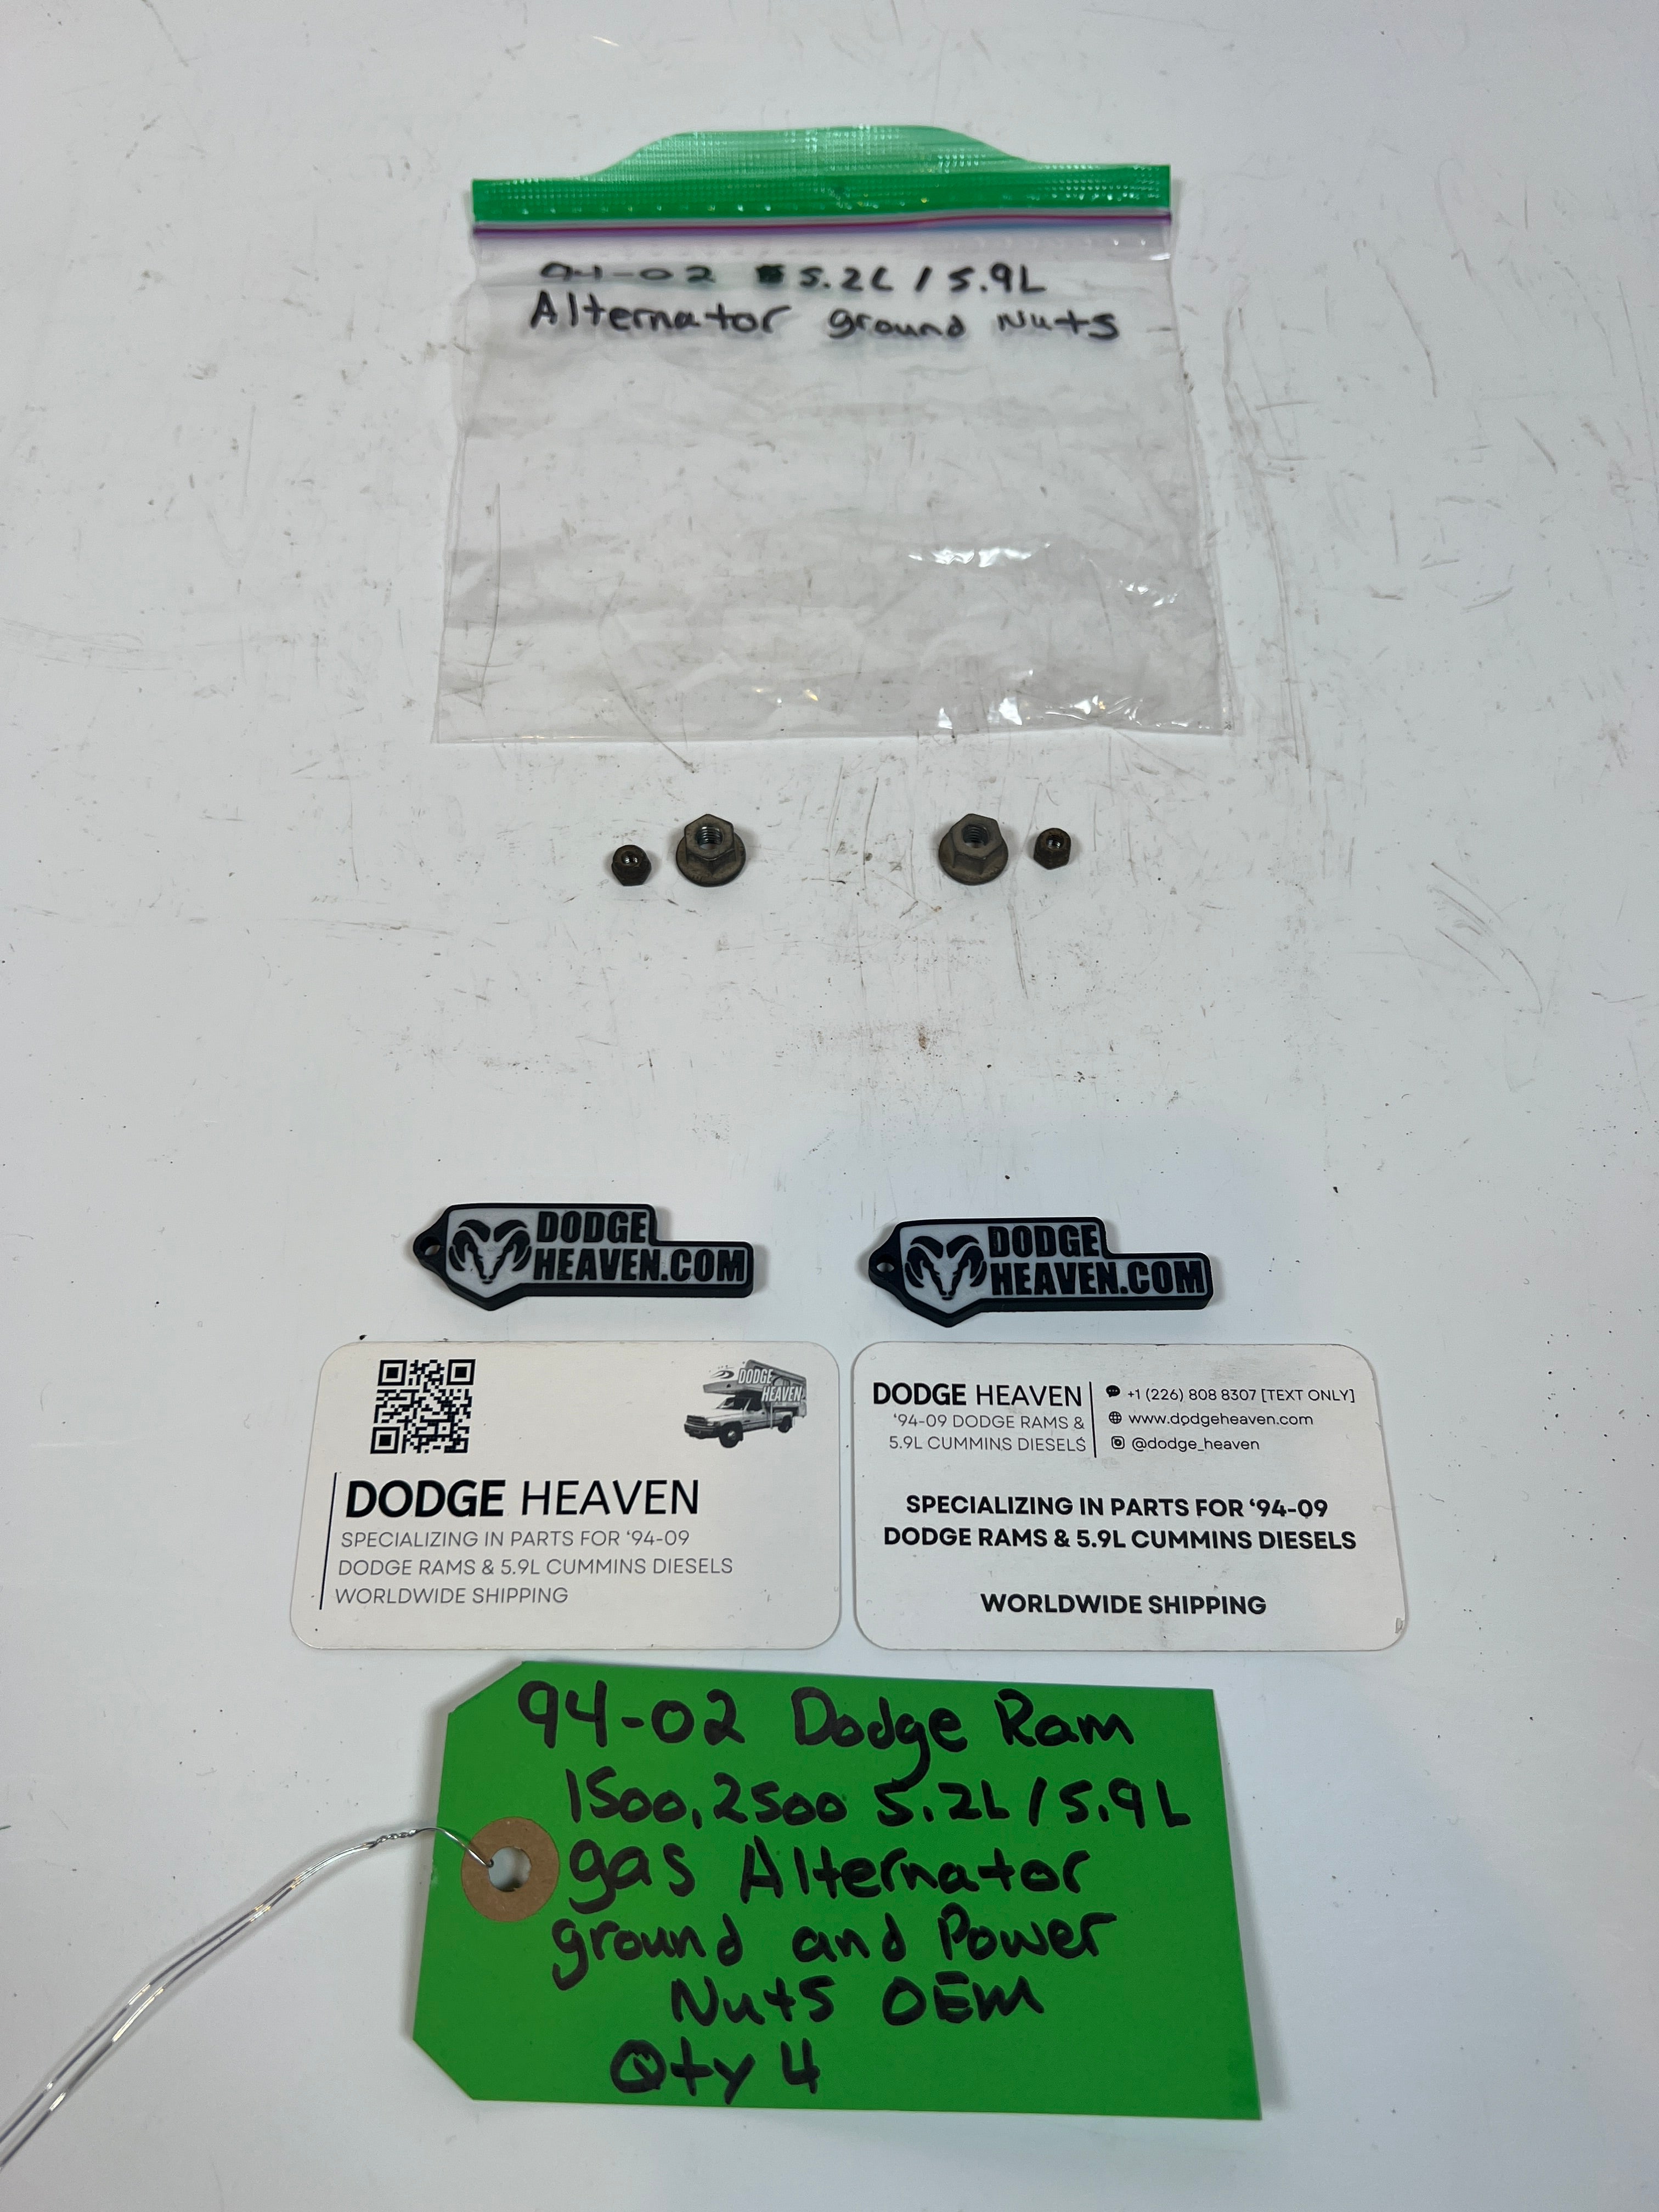 94-02 5.2L / 5.9L
Alternator ground Nuts
DODGE
HEAVEN.COM
DODGE
HEAVEN.COM
DODGE
HEAVEN
DODGE HEAVEN
SPECIALIZING IN PARTS FOR ‘94-09
DODGE RAMS & 5.9L CUMMINS DIESELS
WORLDWIDE SHIPPING
DODGE HEAVEN
‘94-09 DODGE RAMS &
5.9L CUMMINS DIESELS
+1 (226) 808 8307 [TEXT ONLY]
www.dodgeheaven.com
@dodge_heaven
SPECIALIZING IN PARTS FOR ‘94-09
DODGE RAMS & 5.9L CUMMINS DIESELS
WORLDWIDE SHIPPING
94-02 Dodge Ram
1500, 2500 5.2L / 5.9L
gas Alternator
ground and Power
Nuts OEM
Qty 4